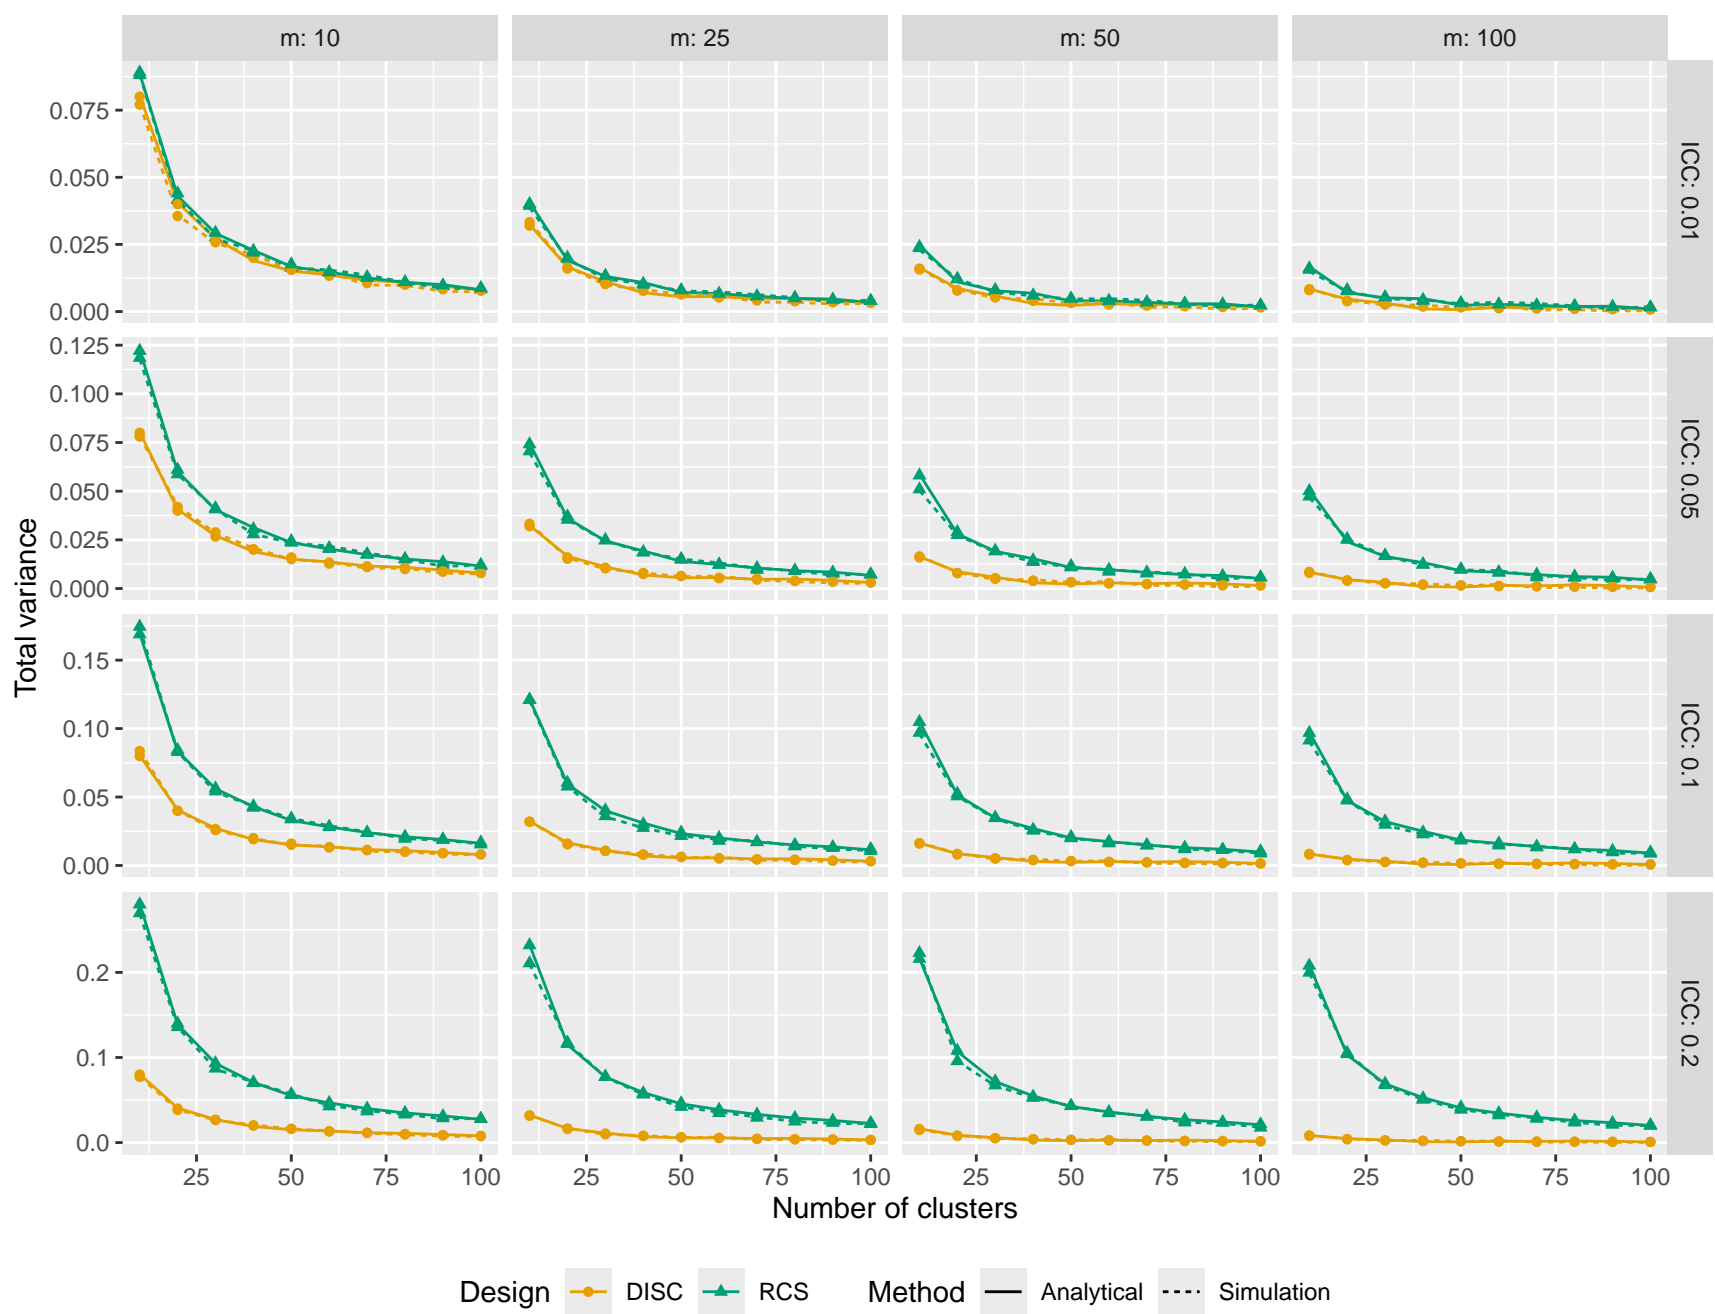 m: 10 m: 25 m: 50 m: 100
0.075
0.050
0.025
0.000
ICC: 0.01
0.125
0.100
0.075
0.050
0.025
0.000
ICC: 0.05
Total variance
0.15
0.10
0.05
0.00
ICC: 0.1
0.2
0.1
0.0
ICC: 0.2
25 50 75 100 25 50 75 100 25 50 75 100 25 50 75 100
Number of clusters
Design DISC RCS Method Analytical Simulation